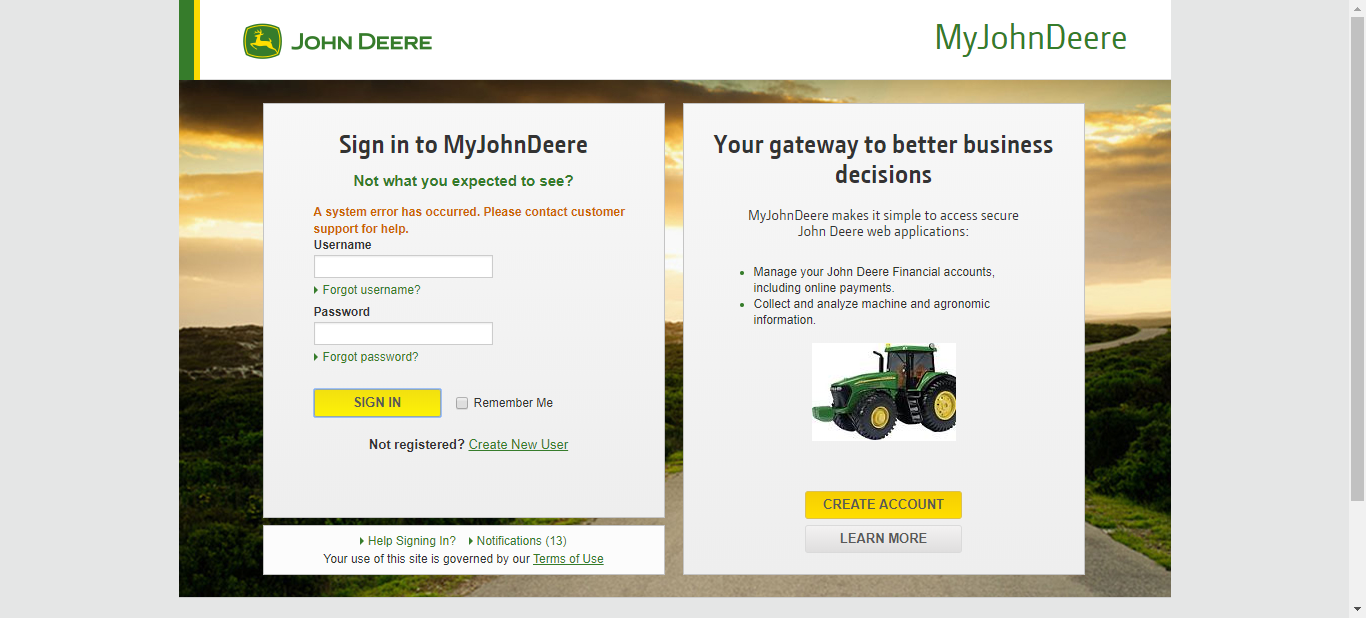 JOHN DEERE
MyJohnDeere
Sign in to MyJohnDeere
Not what you expected to see?
A system error has occurred. Please contact customer
support for help.
Username
Forgot username?
Password
Forgot password?
SIGN IN
Remember Me
Not registered? Create New User
Help Signing In? Notifications (13)
Your use of this site is governed by our Terms of Use
Your gateway to better business
decisions
MyJohnDeere makes it simple to access secure
John Deere web applications:
Manage your John Deere Financial accounts,
including online payments.
Collect and analyze machine and agronomic
information.
CREATE ACCOUNT
LEARN MORE